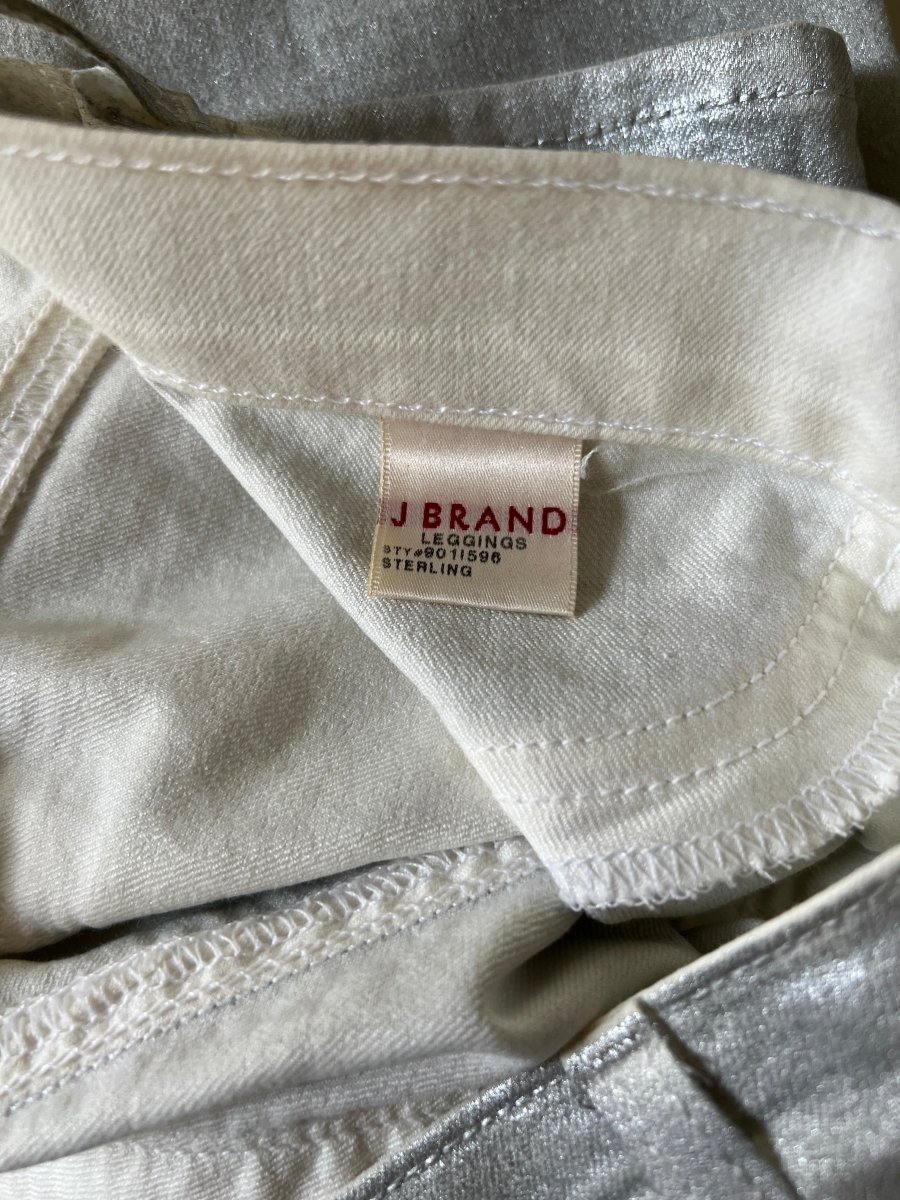 J BRAND
LEGGINGS
STY#9011596
STERLING